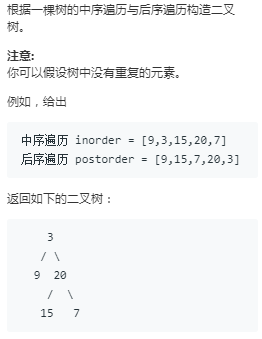 根据一棵树的中序遍历与后序遍历构造二叉
树。
注意:
你可以假设树中没有重复的元素。
例如，给出
中序遍历 inorder = [9,3,15,20,7]
后序遍历 postorder = [9,15,7,20,3]
返回如下的二叉树：
3
/ \
9 20
/ \
15 7